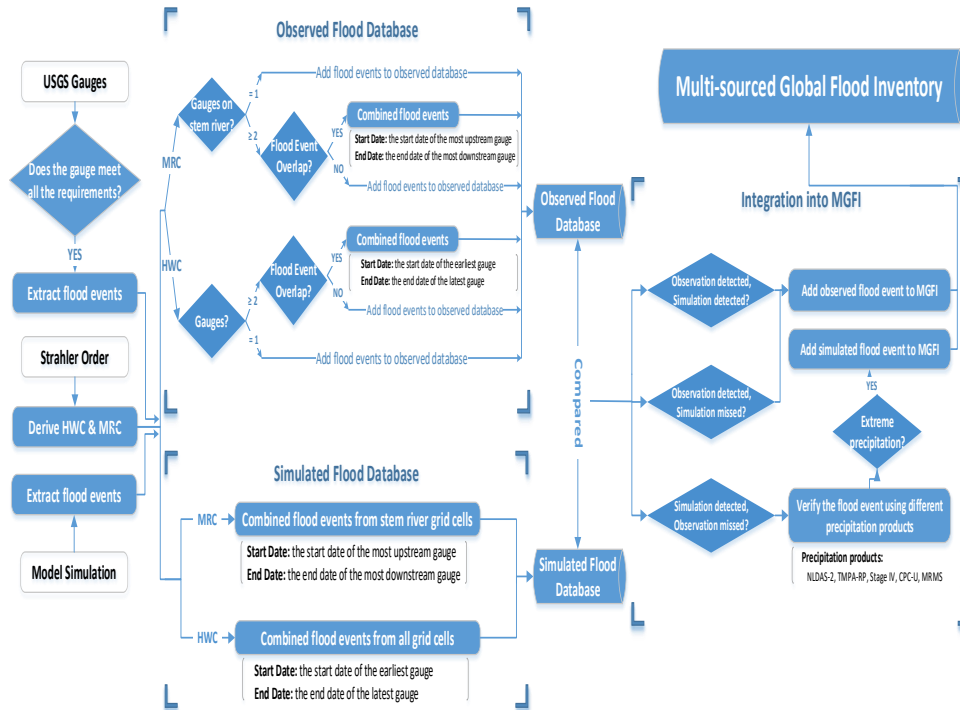 USGS Gauges
Does the gauge meet
all the requirements?
YES
Extract flood events
Strahler Order
Derive HWC & MRC
Extract flood events
Model Simulation
MRC
HWC
Observed Flood Database
Gauges on
stem river?
= 1
≥ 2
Add flood events to observed database
Flood Event
Overlap?
YES
NO
Combined flood events
Start Date: the start date of the most upstream gauge
End Date: the end date of the most downstream gauge
Add flood events to observed database
Gauges?
≥ 2
= 1
Flood Event
Overlap?
YES
NO
Combined flood events
Start Date: the start date of the earliest gauge
End Date: the end date of the latest gauge
Add flood events to observed database
Add flood events to observed database
Simulated Flood Database
MRC
Combined flood events from stem river grid cells
Start Date: the start date of the most upstream gauge
End Date: the end date of the most downstream gauge
HWC
Combined flood events from all grid cells
Start Date: the start date of the earliest gauge
End Date: the end date of the latest gauge
Observed Flood
Database
Compared
Simulated Flood
Database
Multi-sourced Global Flood Inventory
Integration into MGFI
Observation detected,
Simulation detected?
Add observed flood event to MGFI
Add simulated flood event to MGFI
Observation detected,
Simulation missed?
YES
Extreme
precipitation?
Simulation detected,
Observation missed?
Verify the flood event using different
precipitation products
Precipitation products:
NLDAS-2, TMPA-RP, Stage IV, CPC-U, MRMS